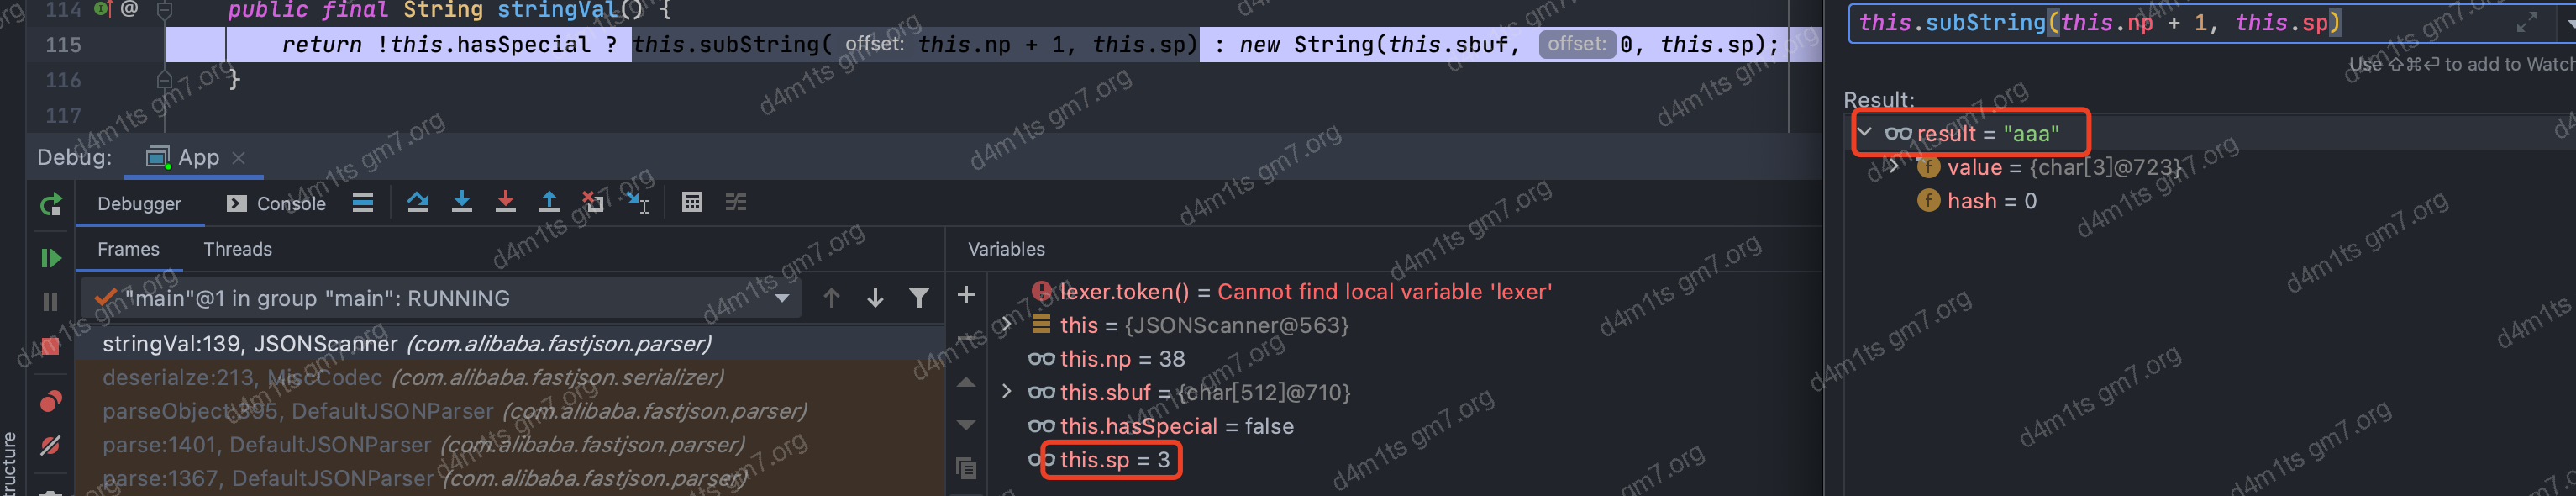 114 @ public final String stringVal() {
115 return !this.hasSpecial ? this.subString( offset: this.np + 1, this.sp) : new String(this.sbuf, offset: 0, this.sp);
116 }
117
Debug: App
Debugger Console
Frames Threads
"main"@1 in group "main": RUNNING
stringVal:139, JSONScanner (com.alibaba.fastjson.parser)
deserialze:213, MiscCodec (com.alibaba.fastjson.serializer)
parseObject:395, DefaultJSONParser (com.alibaba.fastjson.parser)
parse:1401, DefaultJSONParser (com.alibaba.fastjson.parser)
parse:1367, DefaultJSONParser (com.alibaba.fastjson.parser)
Variables
lexer.token() = Cannot find local variable 'lexer'
this = {JSONScanner@563}
this.np = 38
this.sbuf = {char[512]@710}
this.hasSpecial = false
this.sp = 3
this.subString(this.np + 1, this.sp)
Use ⇧⌘⏎ to add to Watch
Result:
result = "aaa"
value = {char[3]@723}
hash = 0
ructure
d4m1ts gm7.org